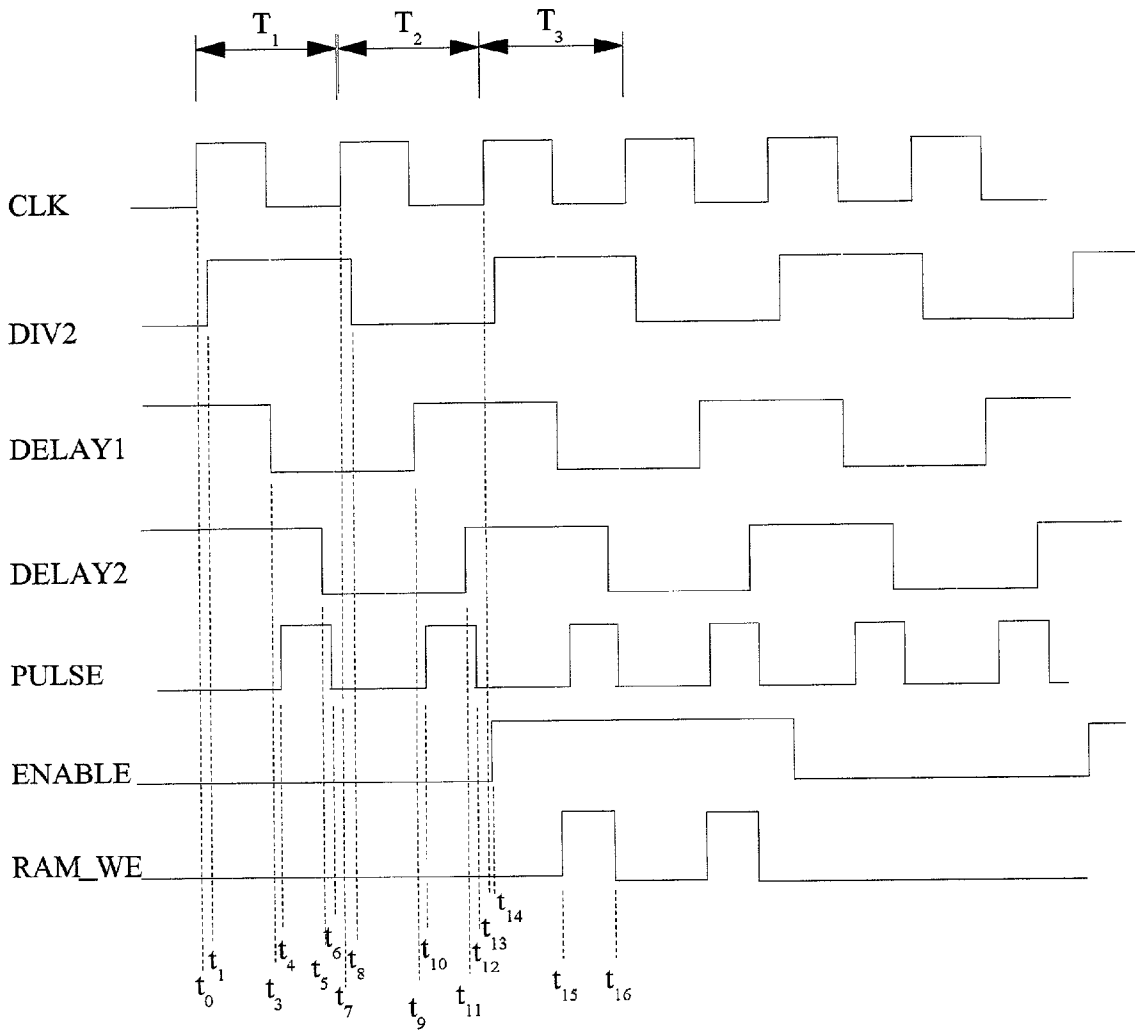 T₁ T₂ T₃
CLK
DIV2
DELAY1
DELAY2
PULSE
ENABLE
RAM_WE
t₀ t₁ t₃ t₄ t₅ t₆ t₇ t₈ t₉ t₁₀ t₁₁ t₁₂ t₁₃ t₁₄ t₁₅ t₁₆